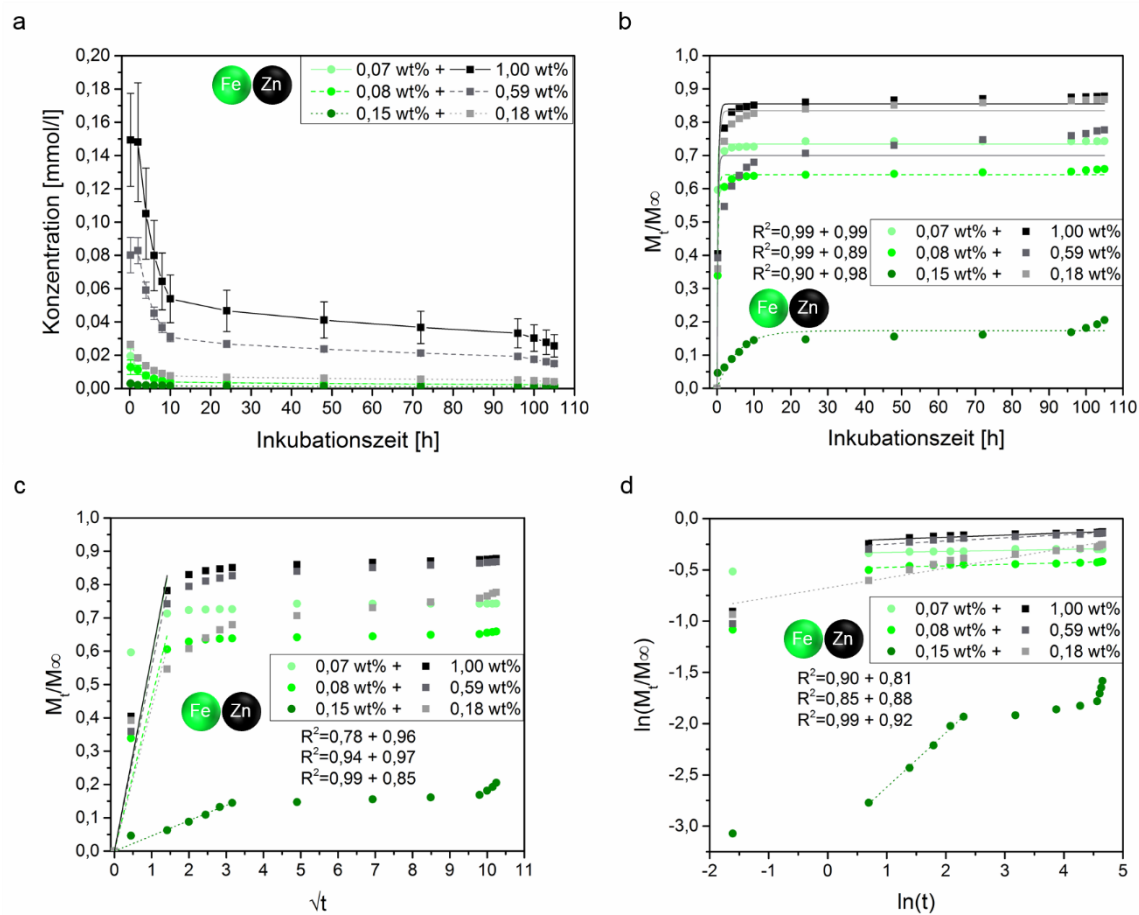 a
Konzentration [mmol/l]
0,20
0,18
0,16
0,14
0,12
0,10
0,08
0,06
0,04
0,02
0,00
Fe Zn
0,07 wt% + 1,00 wt%
0,08 wt% + 0,59 wt%
0,15 wt% + 0,18 wt%
0 10 20 30 40 50 60 70 80 90 100 110
Inkubationszeit [h]
b
Mt/M∞
1,0
0,9
0,8
0,7
0,6
0,5
0,4
0,3
0,2
0,1
0,0
R²=0,99 + 0,99
R²=0,99 + 0,89
R²=0,90 + 0,98
0,07 wt% + 1,00 wt%
0,08 wt% + 0,59 wt%
0,15 wt% + 0,18 wt%
Fe Zn
0 10 20 30 40 50 60 70 80 90 100 110
Inkubationszeit [h]
c
Mt/M∞
1,0
0,9
0,8
0,7
0,6
0,5
0,4
0,3
0,2
0,1
0,0
Fe Zn
0,07 wt% + 1,00 wt%
0,08 wt% + 0,59 wt%
0,15 wt% + 0,18 wt%
R²=0,78 + 0,96
R²=0,94 + 0,97
R²=0,99 + 0,85
0 1 2 3 4 5 6 7 8 9 10 11
√t
d
ln(Mt/M∞)
0,0
-0,5
-1,0
-1,5
-2,0
-2,5
-3,0
Fe Zn
0,07 wt% + 1,00 wt%
0,08 wt% + 0,59 wt%
0,15 wt% + 0,18 wt%
R²=0,90 + 0,81
R²=0,85 + 0,88
R²=0,99 + 0,92
-2 -1 0 1 2 3 4 5
ln(t)